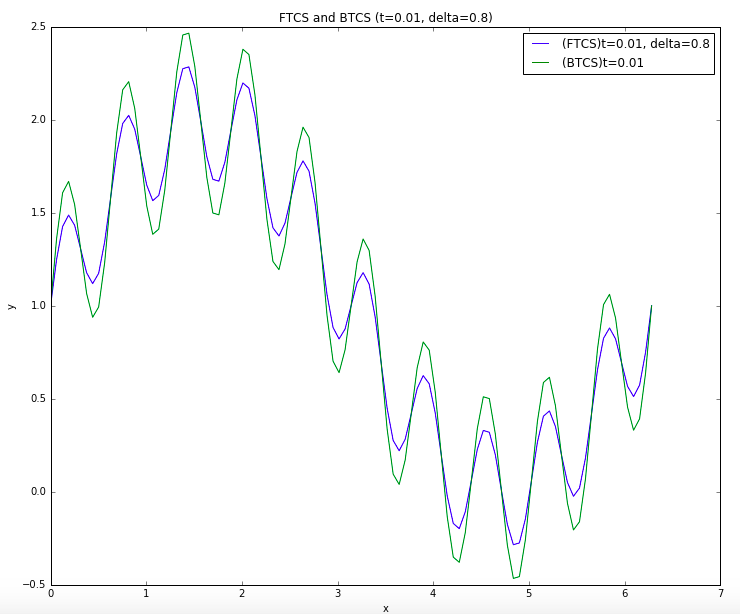 FTCS and BTCS (t=0.01, delta=0.8)
(FTCS)t=0.01, delta=0.8
(BTCS)t=0.01
2.5
2.0
1.5
1.0
0.5
0.0
−0.5
y
0 1 2 3 4 5 6 7
x